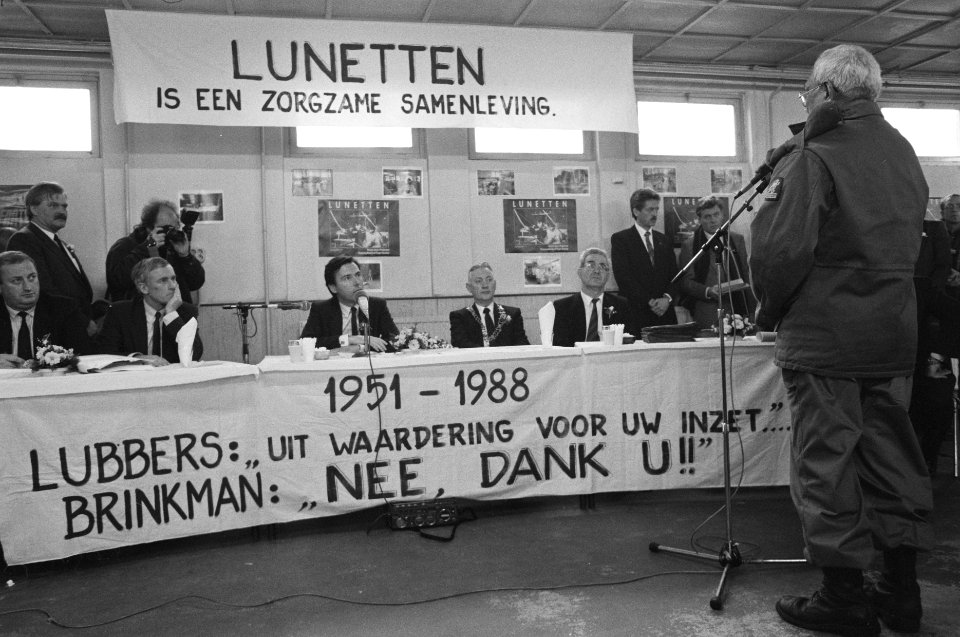 LUNETTEN
IS EEN ZORGZAME SAMENLEVING.
LUNETTEN
LUNETTEN
1951 - 1988
LUBBERS: „UIT WAARDERING VOOR UW INZET....”
BRINKMAN: „NEE, DANK U!!”